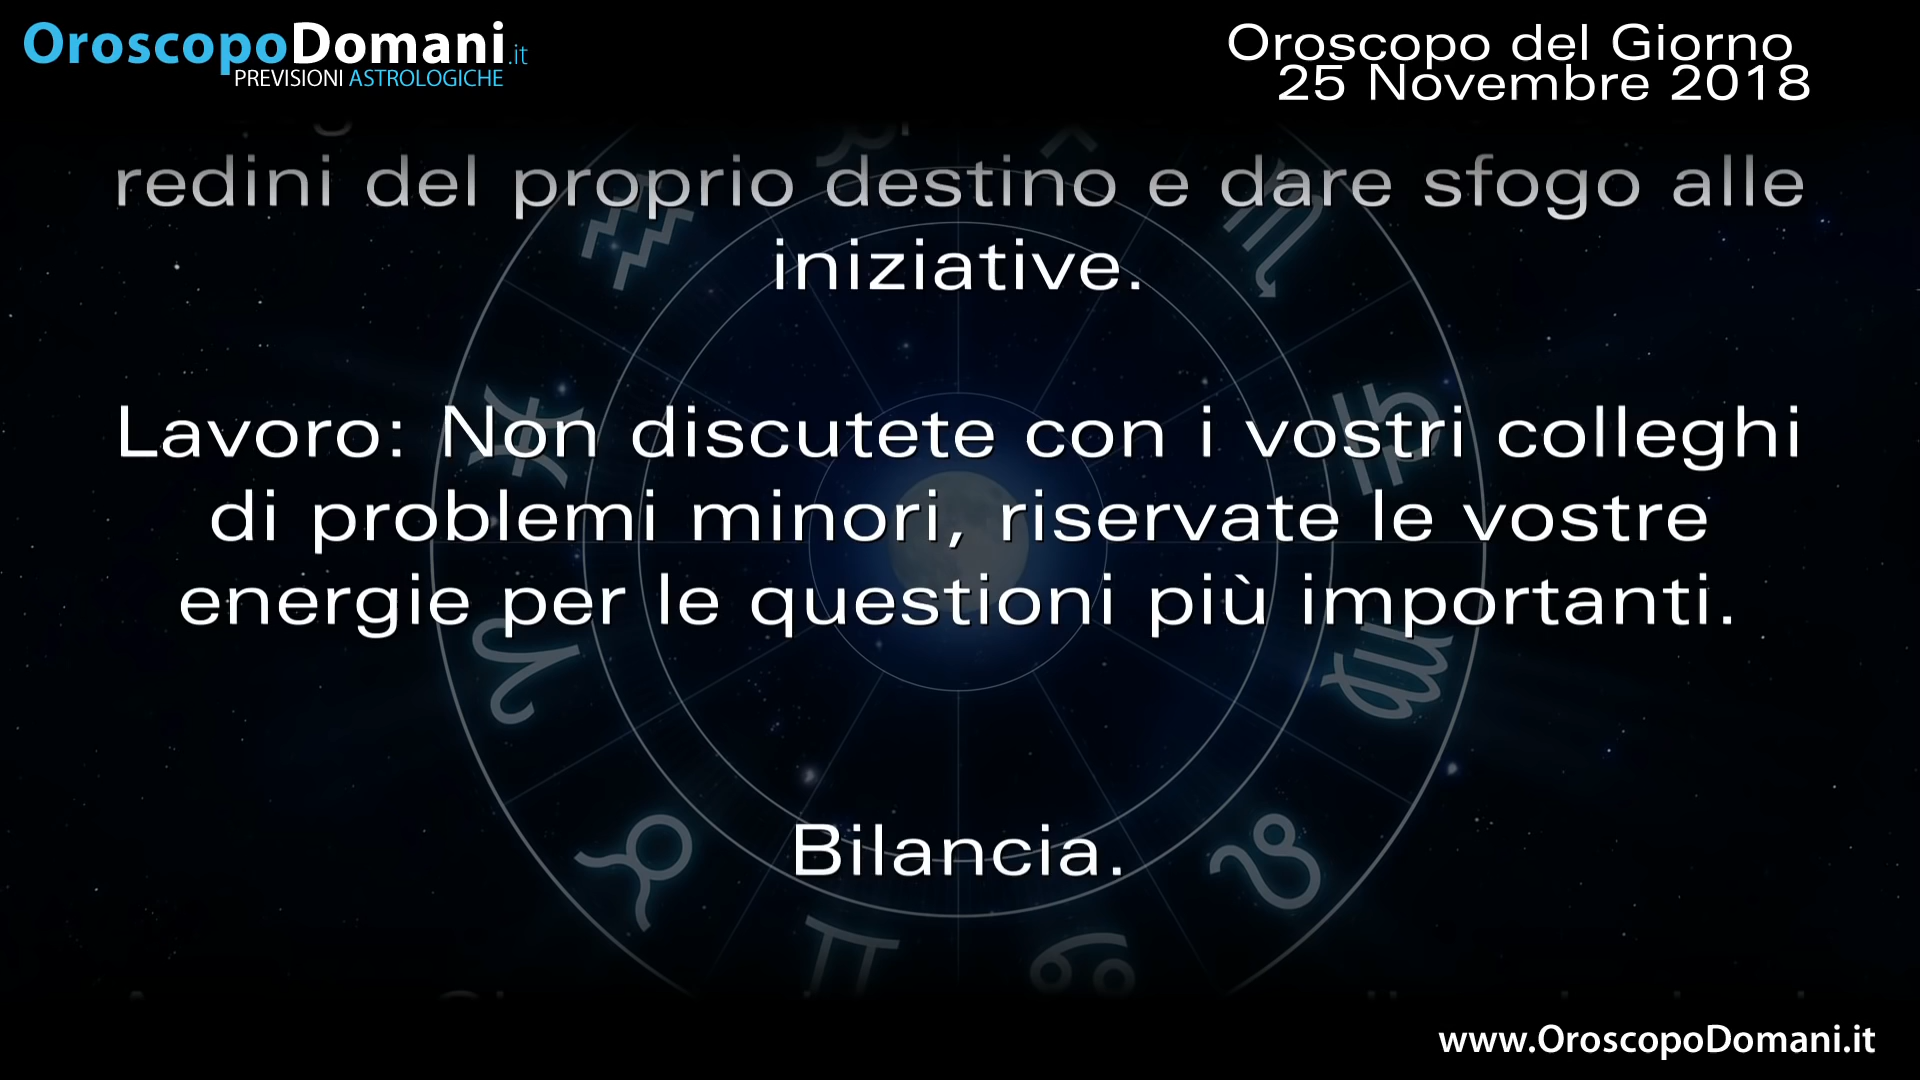 OroscopoDomani.it
PREVISIONI ASTROLOGICHE
Oroscopo del Giorno
25 Novembre 2018
redini del proprio destino e dare sfogo alle
iniziative.
Lavoro: Non discutete con i vostri colleghi
di problemi minori, riservate le vostre
energie per le questioni più importanti.
Bilancia.
www.OroscopoDomani.it